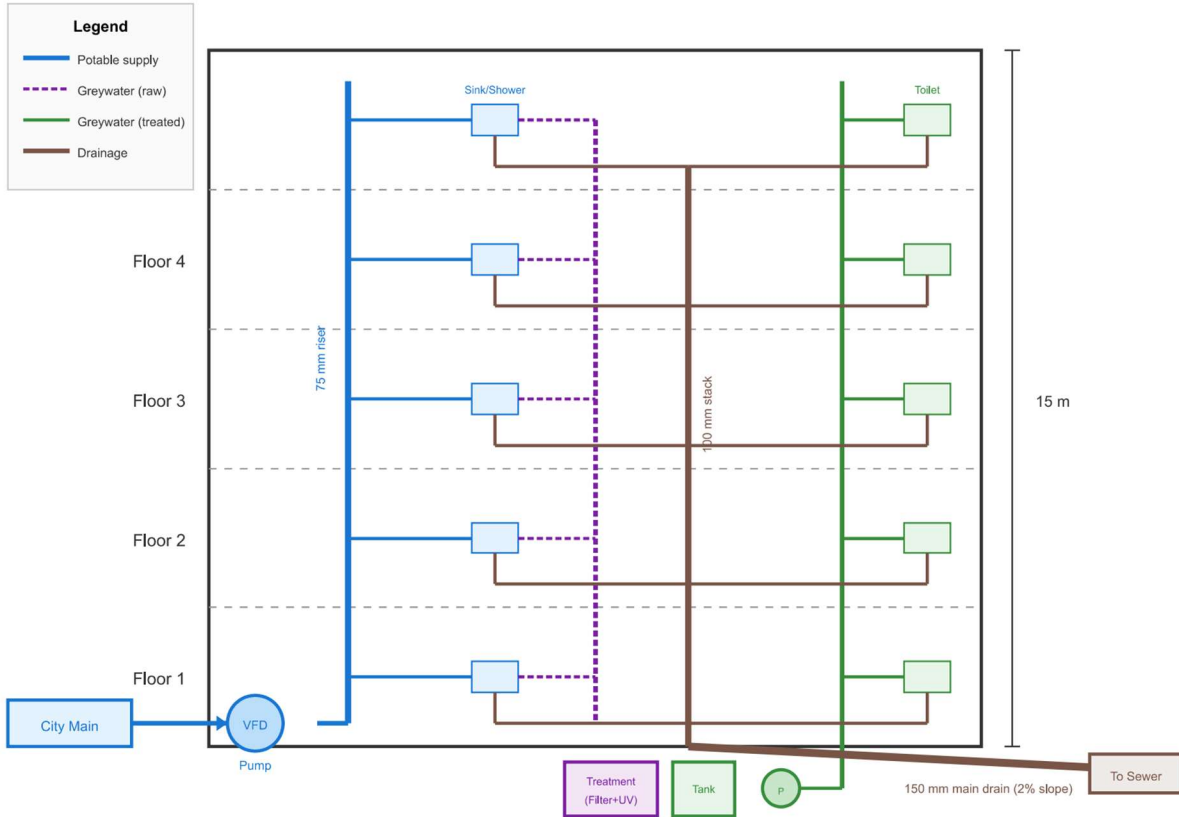 Legend
Potable supply
Greywater (raw)
Greywater (treated)
Drainage
Sink/Shower
Toilet
Floor 4
75 mm riser
Floor 3
100 mm stack
15 m
Floor 2
Floor 1
City Main
VFD
Pump
Treatment
(Filter+UV)
Tank
P
150 mm main drain (2% slope)
To Sewer